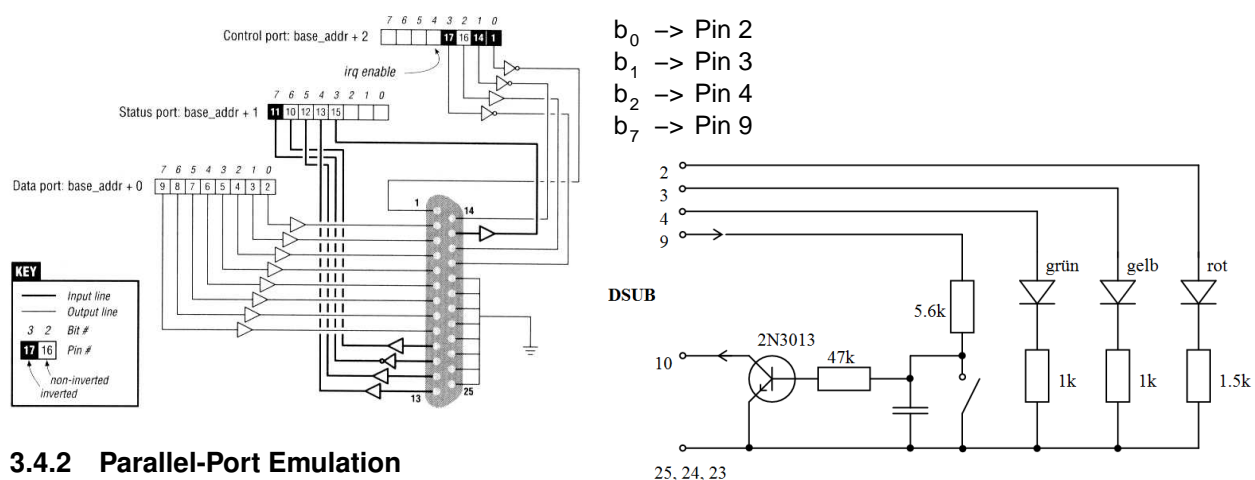 7 6 5 4 3 2 1 0
Control port: base_addr + 2
17 16 14 1
irq enable
7 6 5 4 3 2 1 0
Status port: base_addr + 1
11 10 12 13 15
7 6 5 4 3 2 1 0
Data port: base_addr + 0
9 8 7 6 5 4 3 2
1
14
13
25
KEY
Input line
Output line
3 2 Bit #
17 16 Pin #
non-inverted
inverted
3.4.2 Parallel-Port Emulation
b0 –> Pin 2
b1 –> Pin 3
b2 –> Pin 4
b7 –> Pin 9
2
3
4
9
grün gelb rot
DSUB
5.6k
2N3013
47k
10
1k 1k 1.5k
25, 24, 23